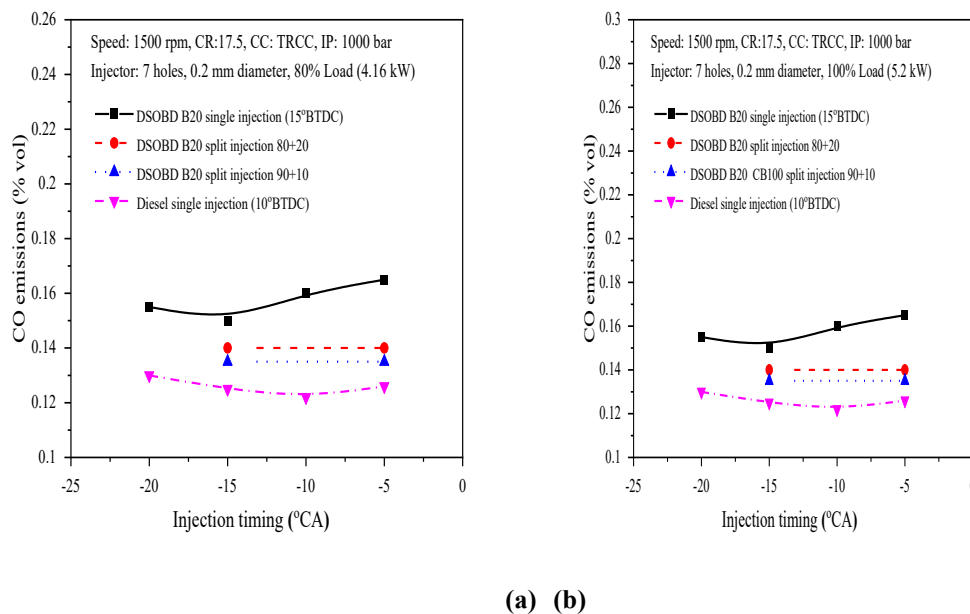 0.26
0.24
0.22
0.2
0.18
0.16
0.14
0.12
0.1
CO emissions (% vol)
Speed: 1500 rpm, CR:17.5, CC: TRCC, IP: 1000 bar
Injector: 7 holes, 0.2 mm diameter, 80% Load (4.16 kW)
DSOBD B20 single injection (15°BTDC)
DSOBD B20 split injection 80+20
DSOBD B20 split injection 90+10
Diesel single injection (10°BTDC)
-25 -20 -15 -10 -5 0
Injection timing (°CA)
0.3
0.28
0.26
0.24
0.22
0.2
0.18
0.16
0.14
0.12
0.1
CO emissions (% vol)
Speed: 1500 rpm, CR:17.5, CC: TRCC, IP: 1000 bar
Injector: 7 holes, 0.2 mm diameter, 100% Load (5.2 kW)
DSOBD B20 single injection (15°BTDC)
DSOBD B20 split injection 80+20
DSOBD B20 CB100 split injection 90+10
Diesel single injection (10°BTDC)
-25 -20 -15 -10 -5
Injection timing (°CA)
(a) (b)